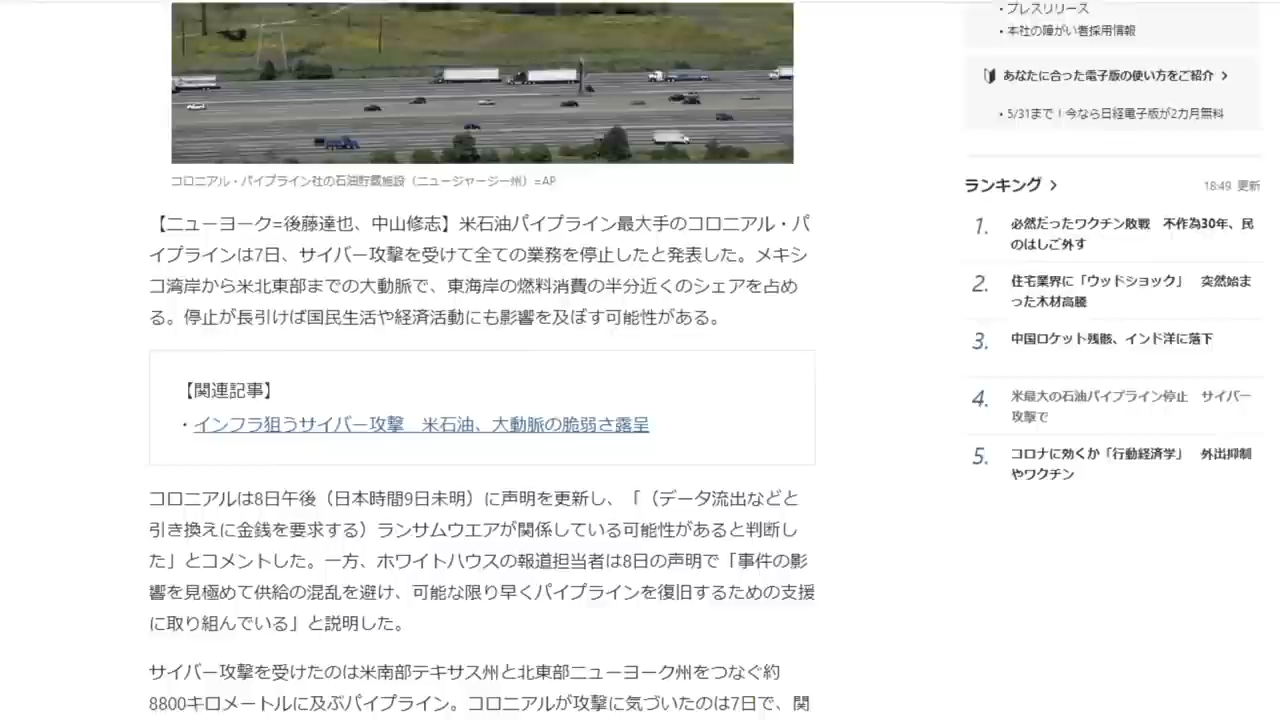 コロニアル・パイプライン社の石油貯蔵施設（ニュージャージー州）=AP
【ニューヨーク=後藤達也、中山修志】米石油パイプライン最大手のコロニアル・パ
イプラインは7日、サイバー攻撃を受けて全ての業務を停止したと発表した。メキシ
コ湾岸から米北東部までの大動脈で、東海岸の燃料消費の半分近くのシェアを占め
る。停止が長引けば国民生活や経済活動にも影響を及ぼす可能性がある。
【関連記事】
・インフラ狙うサイバー攻撃　米石油、大動脈の脆弱さ露呈
コロニアルは8日午後（日本時間9日未明）に声明を更新し、「（データ流出などと
引き換えに金銭を要求する）ランサムウエアが関係している可能性があると判断し
た」とコメントした。一方、ホワイトハウスの報道担当者は8日の声明で「事件の影
響を見極めて供給の混乱を避け、可能な限り早くパイプラインを復旧するための支援
に取り組んでいる」と説明した。
サイバー攻撃を受けたのは米南部テキサス州と北東部ニューヨーク州をつなぐ約
8800キロメートルに及ぶパイプライン。コロニアルが攻撃に気づいたのは7日で、関
・プレスリリース
・本社の障がい者採用情報
あなたに合った電子版の使い方をご紹介 >
・5/31まで！今なら日経電子版が2カ月無料
ランキング >
18:49 更新
1. 必然だったワクチン敗戦　不作為30年、民
のはしご外す
2. 住宅業界に「ウッドショック」　突然始ま
った木材高騰
3. 中国ロケット残骸、インド洋に落下
4. 米最大の石油パイプライン停止　サイバー
攻撃で
5. コロナに効くか「行動経済学」　外出抑制
やワクチン